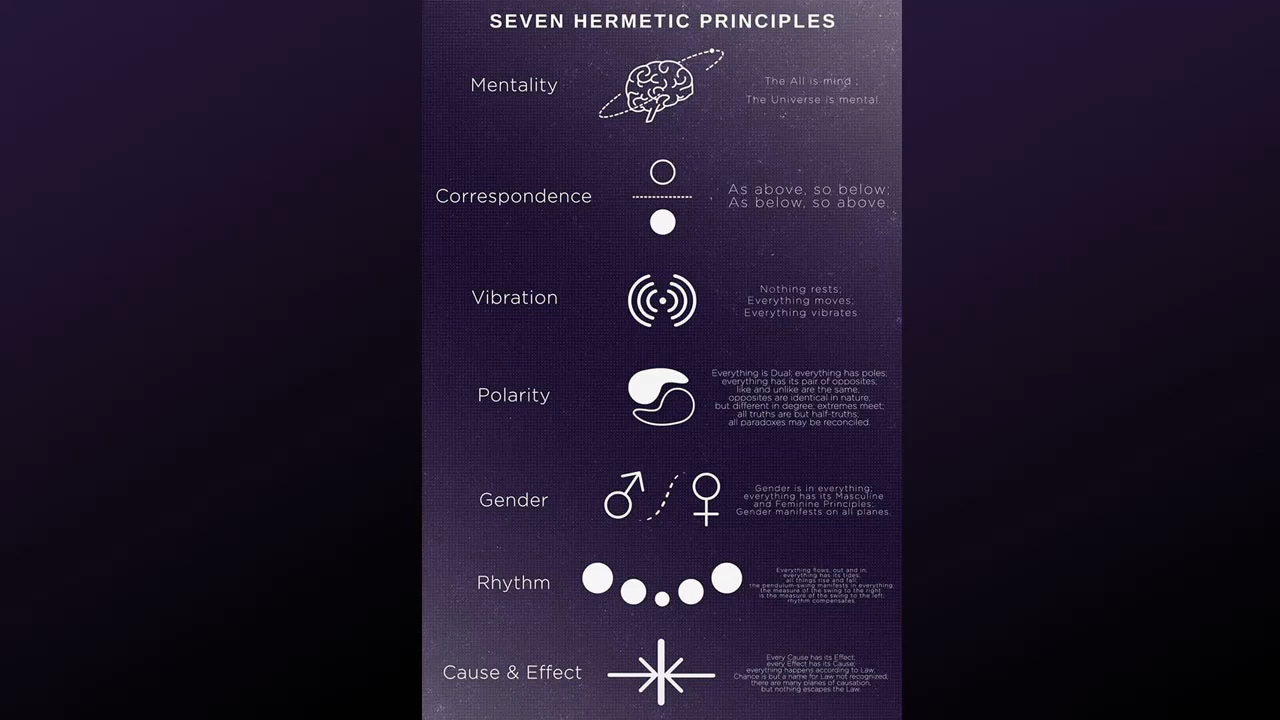 SEVEN HERMETIC PRINCIPLES
Mentality
The All is mind ;
The Universe is mental
Correspondence
As above, so below;
As below, so above.
Vibration
Nothing rests;
Everything moves;
Everything vibrates
Polarity
Everything is Dual; everything has poles;
everything has its pair of opposites;
like and unlike are the same;
opposites are identical in nature,
but different in degree; extremes meet;
all truths are but half-truths;
all paradoxes may be reconciled.
Gender
Gender is in everything;
everything has its Masculine
and Feminine Principles;
Gender manifests on all planes.
Rhythm
Everything flows, out and in;
everything has its tides;
all things rise and fall;
the pendulum-swing manifests in everything;
the measure of the swing to the right
is the measure of the swing to the left;
rhythm compensates.
Cause & Effect
Every Cause has its Effect;
every Effect has its Cause;
everything happens according to Law;
Chance is but a name for Law not recognized;
there are many planes of causation,
but nothing escapes the Law.